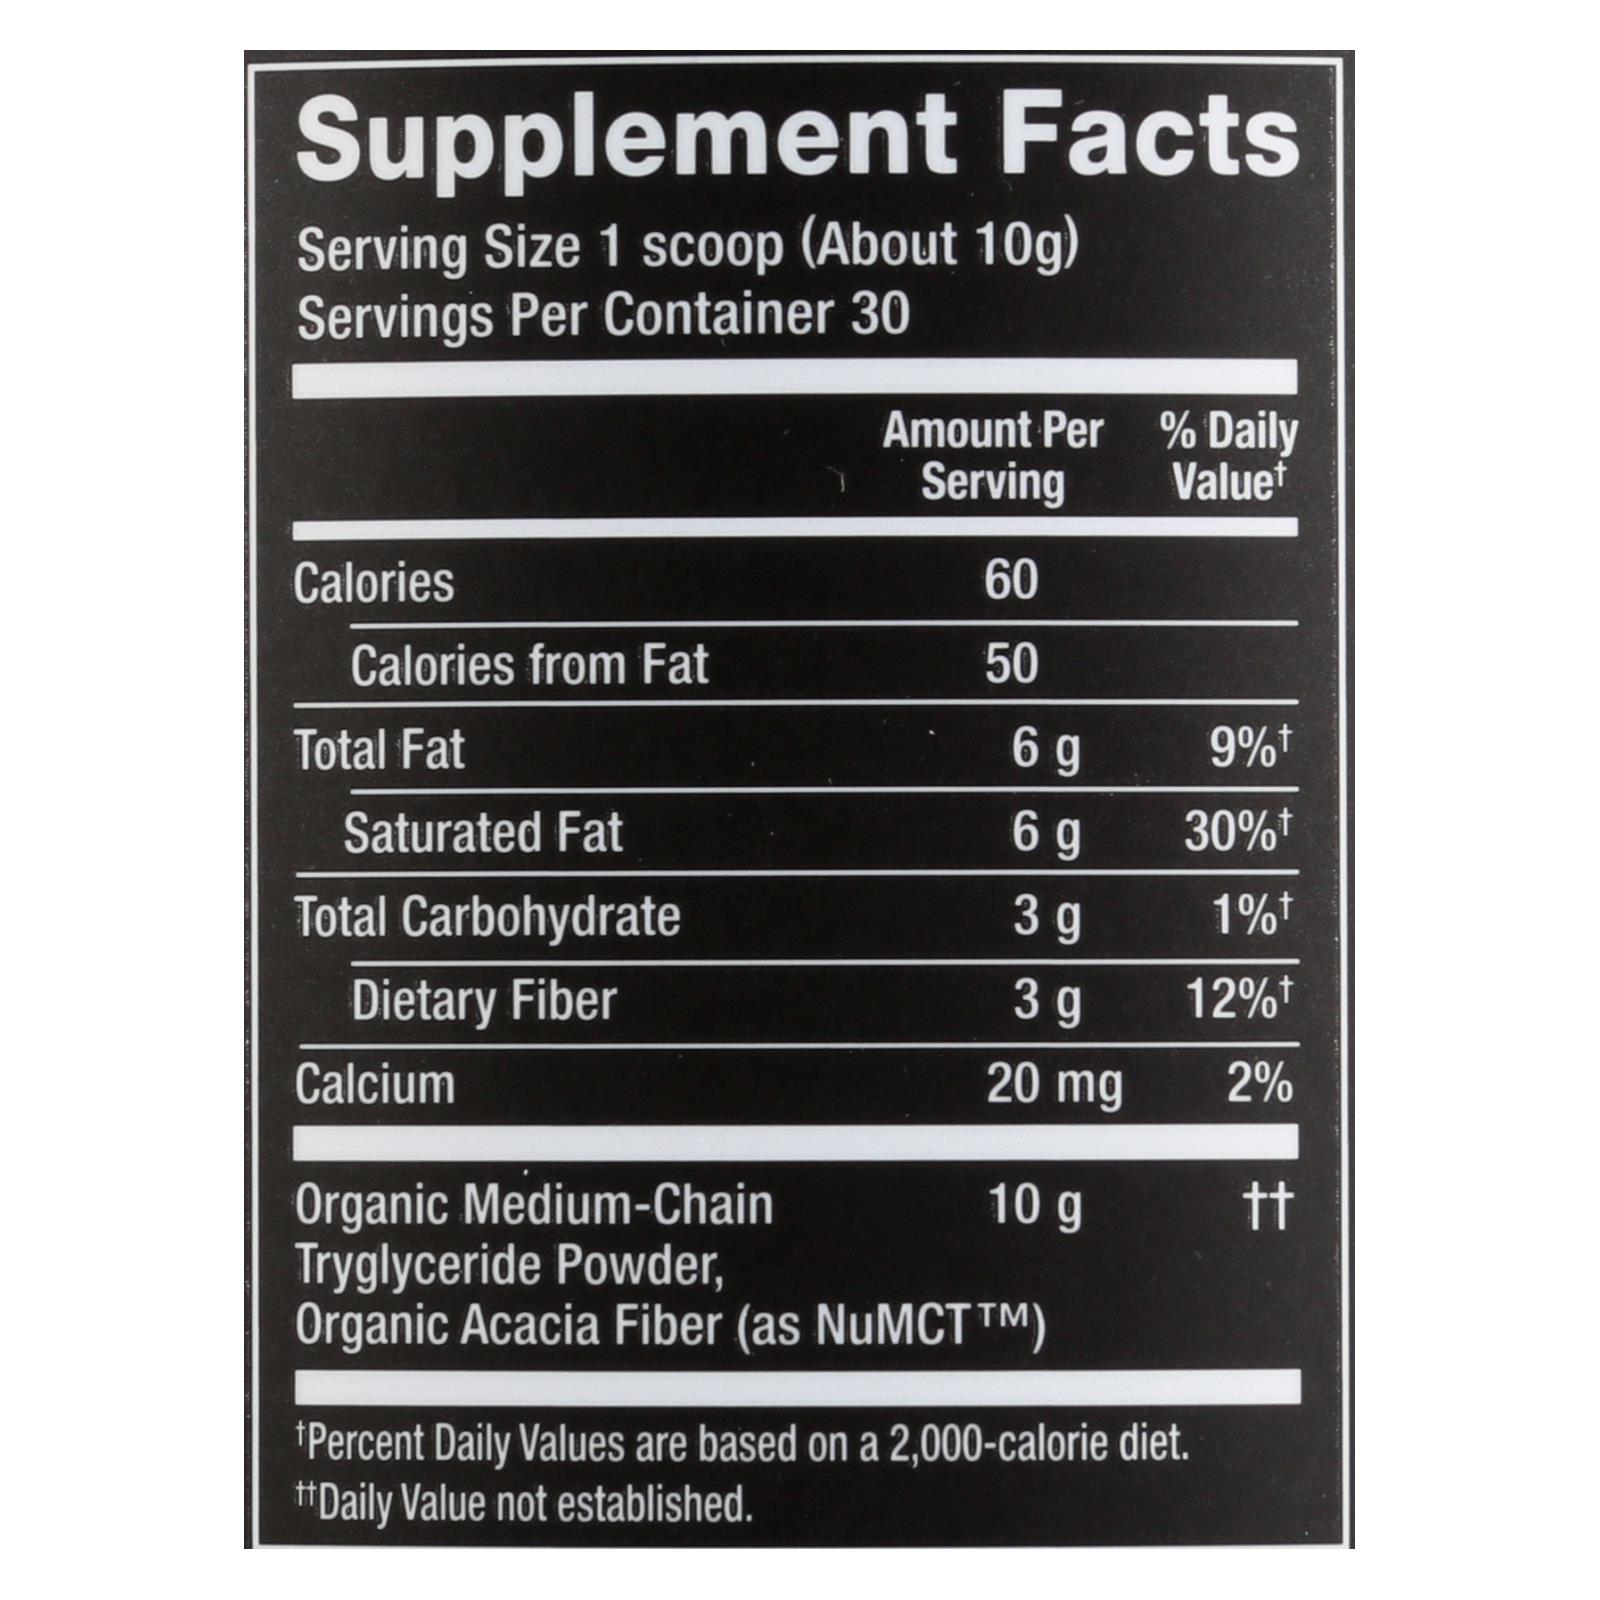 Supplement Facts
Serving Size 1 scoop (About 10g)
Servings Per Container 30
Amount Per % Daily
Serving Value†
Calories 60
Calories from Fat 50
Total Fat 6 g 9%†
Saturated Fat 6 g 30%†
Total Carbohydrate 3 g 1%†
Dietary Fiber 3 g 12%†
Calcium 20 mg 2%
Organic Medium-Chain 10 g ††
Tryglyceride Powder,
Organic Acacia Fiber (as NuMCT™)
†Percent Daily Values are based on a 2,000-calorie diet.
††Daily Value not established.